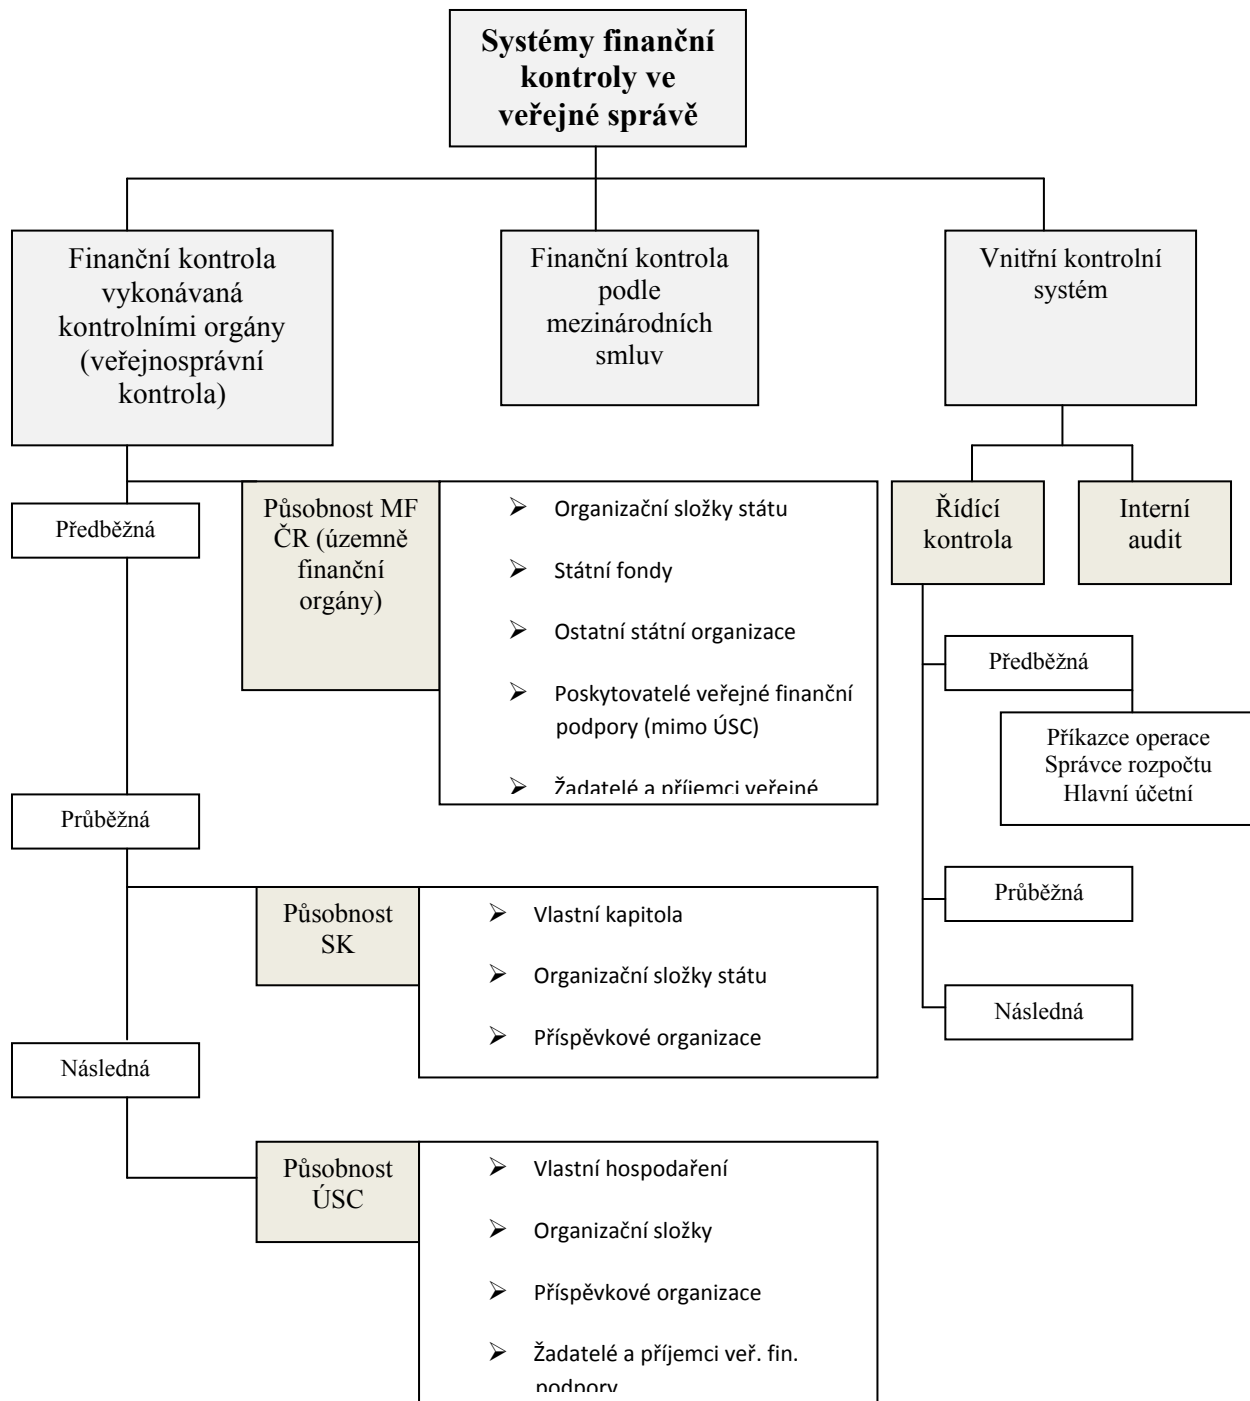 Systémy finanční
kontroly ve
veřejné správě
Finanční kontrola
vykonávaná
kontrolními orgány
(veřejnosprávní
kontrola)
Finanční kontrola
podle
mezinárodních
smluv
Vnitřní kontrolní
systém
Předběžná
Působnost MF
ČR (územně
finanční
orgány)
➢ Organizační složky státu
➢ Státní fondy
➢ Ostatní státní organizace
➢ Poskytovatelé veřejné finanční
podpory (mimo ÚSC)
➢ Žadatelé a příjemci veřejné
Řídící
kontrola
Interní
audit
Předběžná
Příkazce operace
Správce rozpočtu
Hlavní účetní
Průběžná
Průběžná
Působnost
SK
➢ Vlastní kapitola
➢ Organizační složky státu
➢ Příspěvkové organizace
Následná
Následná
Působnost
ÚSC
➢ Vlastní hospodaření
➢ Organizační složky
➢ Příspěvkové organizace
➢ Žadatelé a příjemci veř. fin.
podpory